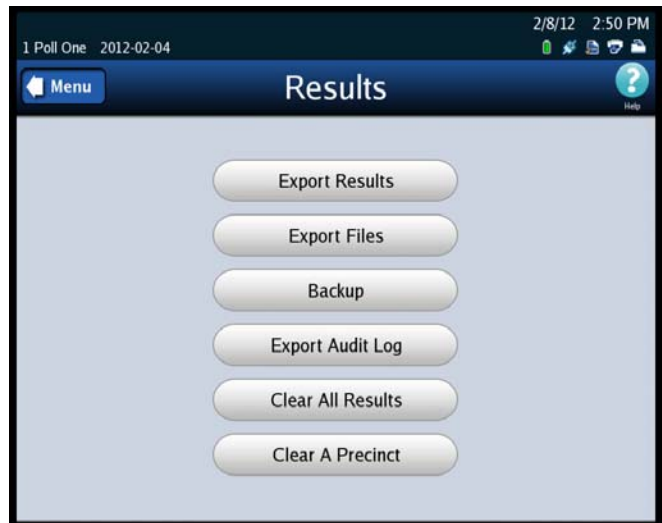 2/8/12 2:50 PM
1 Poll One 2012-02-04
Menu
Results
Help
Export Results
Export Files
Backup
Export Audit Log
Clear All Results
Clear A Precinct